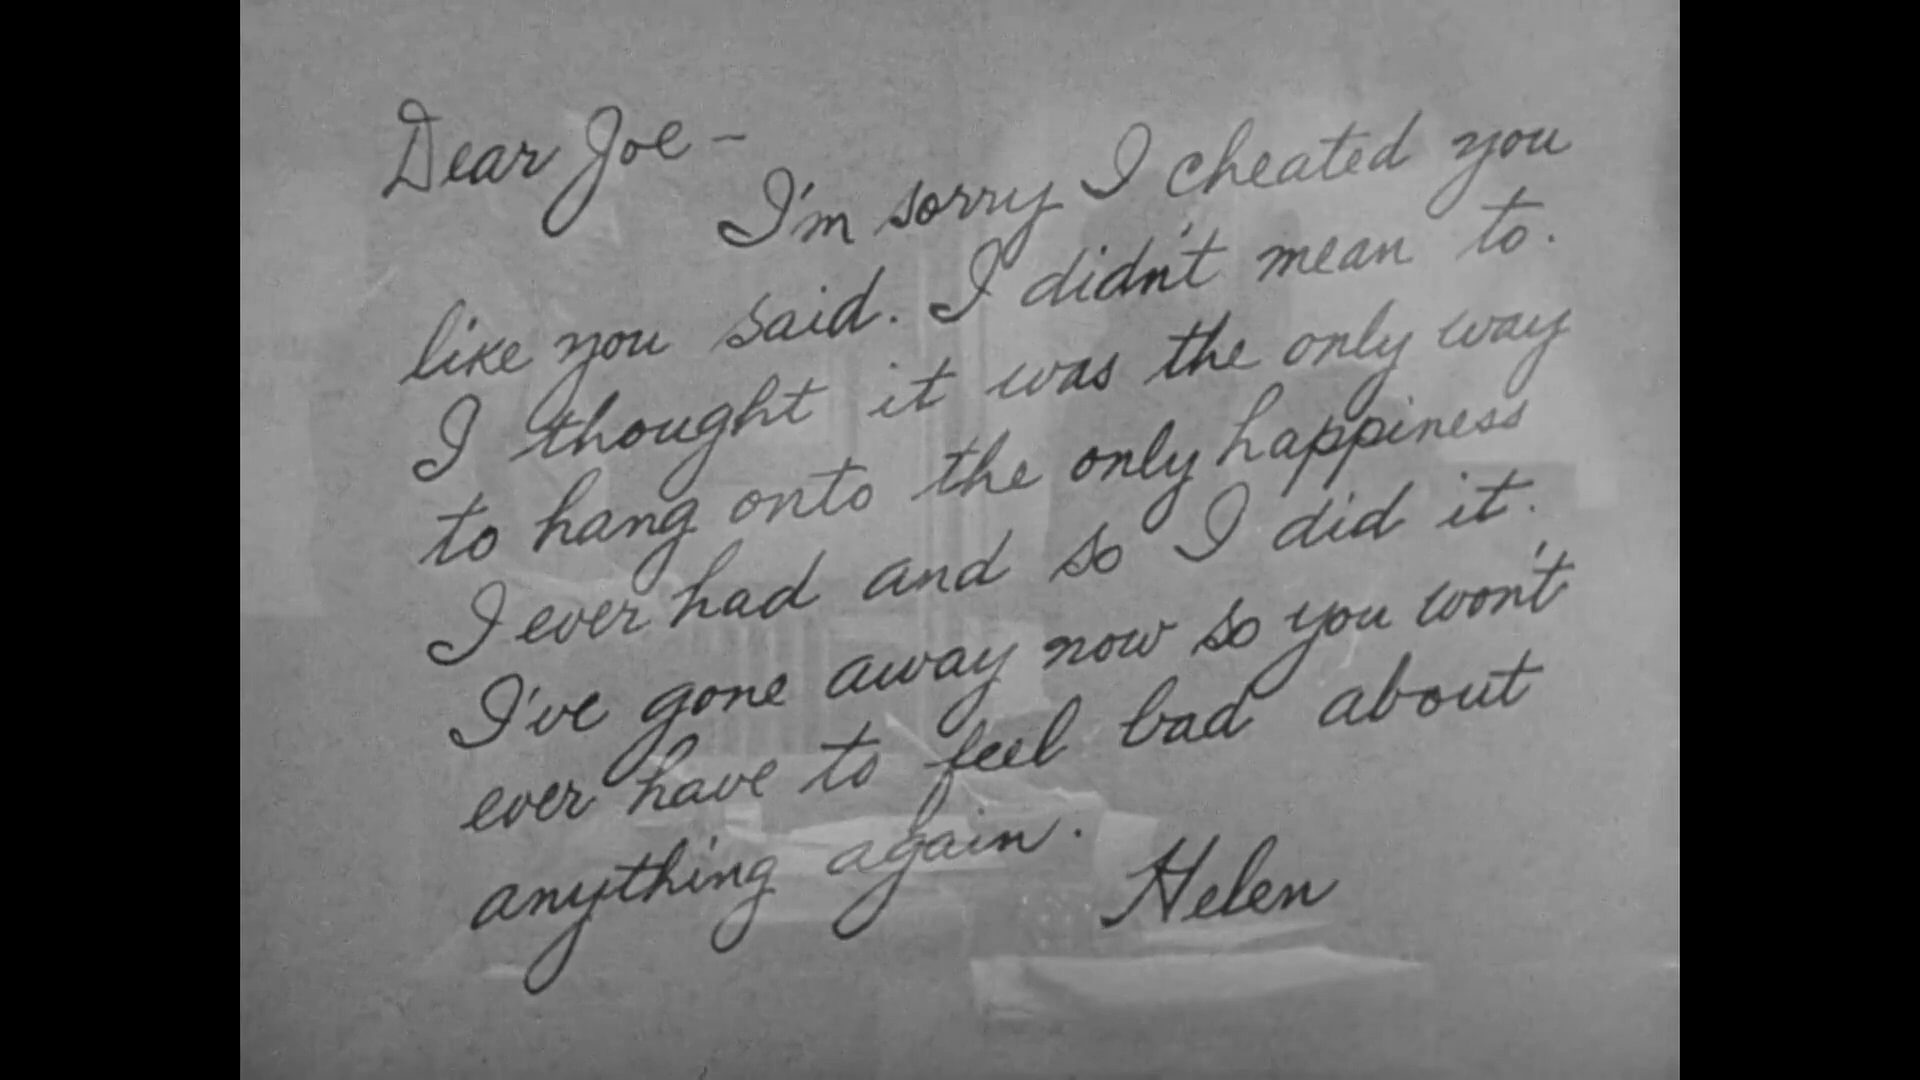 Dear Joe -
I'm sorry I cheated you
like you said. I didn't mean to.
I thought it was the only way
to hang onto the only happiness
I ever had and so I did it.
I've gone away now so you won't
ever have to feel bad about
anything again.
Helen